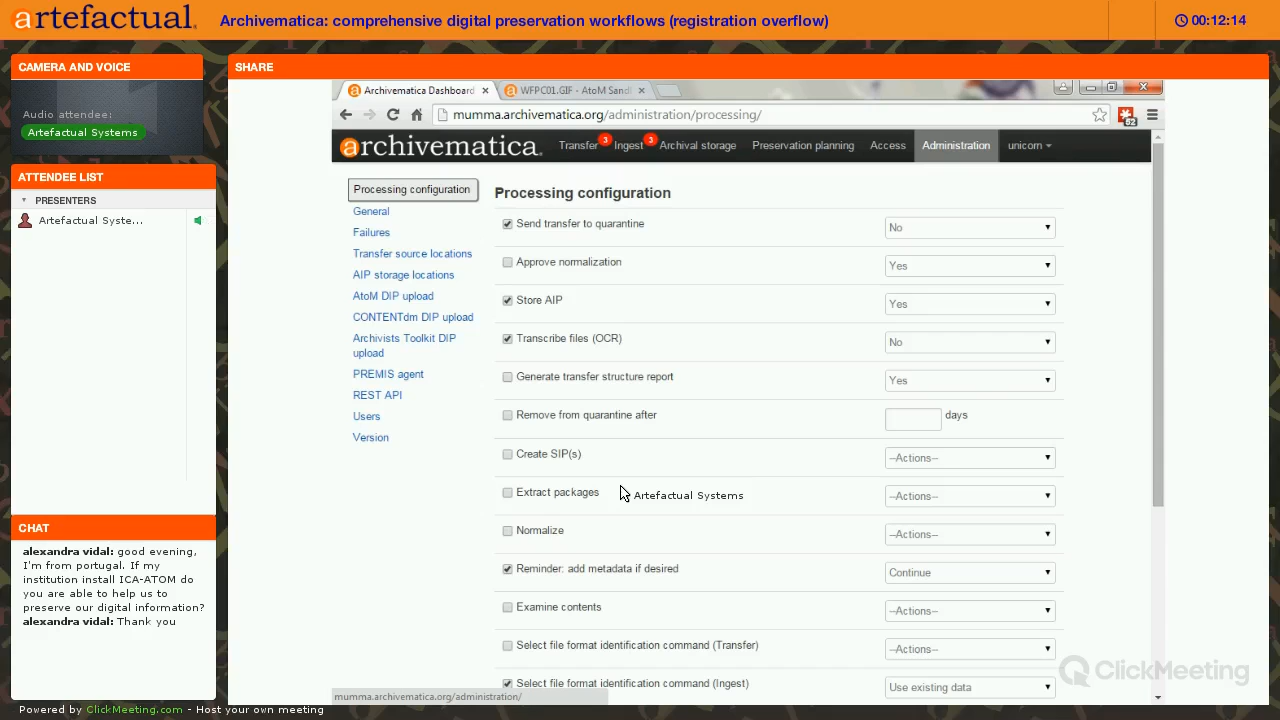 artefactual.
Archivematica: comprehensive digital preservation workflows (registration overflow)
00:12:14
CAMERA AND VOICE
Audio attendee:
Artefactual Systems
ATTENDEE LIST
PRESENTERS
Artefactual Syste...
CHAT
alexandra vidal: good evening,
I'm from portugal. If my
institution install ICA-ATOM do
you are able to help us to
preserve our digital information?
alexandra vidal: Thank you
SHARE
Archivematica Dashboard
WFPC01.GIF - AtoM Sand
mumma.archivematica.org/administration/processing/
62
archivematica.
Transfer 3
Ingest 3
Archival storage
Preservation planning
Access
Administration
unicorn
Processing configuration
General
Failures
Transfer source locations
AIP storage locations
AtoM DIP upload
CONTENTdm DIP upload
Archivists Toolkit DIP
upload
PREMIS agent
REST API
Users
Version
Processing configuration
Send transfer to quarantine No
Approve normalization Yes
Store AIP Yes
Transcribe files (OCR) No
Generate transfer structure report Yes
Remove from quarantine after days
Create SIP(s) --Actions--
Extract packages --Actions--
Artefactual Systems
Normalize --Actions--
Reminder: add metadata if desired Continue
Examine contents --Actions--
Select file format identification command (Transfer) --Actions--
Select file format identification command (Ingest) Use existing data
mumma.archivematica.org/administration/
ClickMeeting
Powered by ClickMeeting.com - Host your own meeting